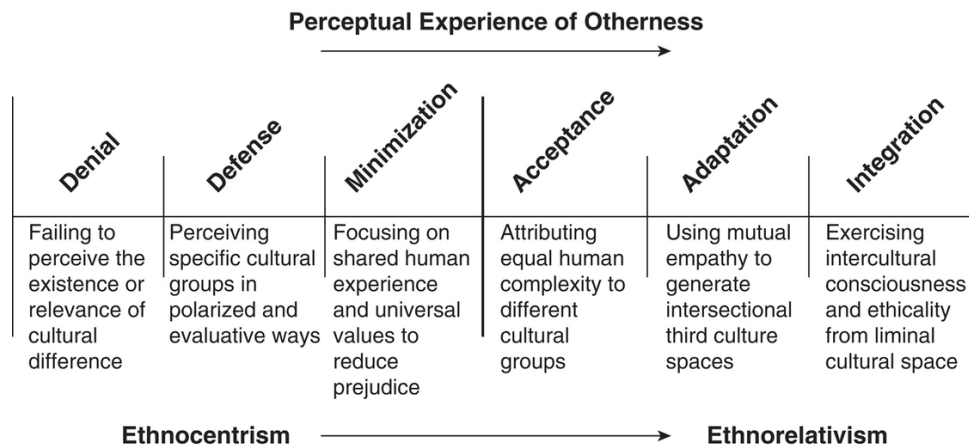 Perceptual Experience of Otherness
Denial
Defense
Minimization
Acceptance
Adaptation
Integration
Failing to
perceive the
existence or
relevance of
cultural
difference
Perceiving
specific cultural
groups in
polarized and
evaluative ways
Focusing on
shared human
experience
and universal
values to
reduce
prejudice
Attributing
equal human
complexity to
different
cultural
groups
Using mutual
empathy to
generate
intersectional
third culture
spaces
Exercising
intercultural
consciousness
and ethicality
from liminal
cultural space
Ethnocentrism
Ethnorelativism